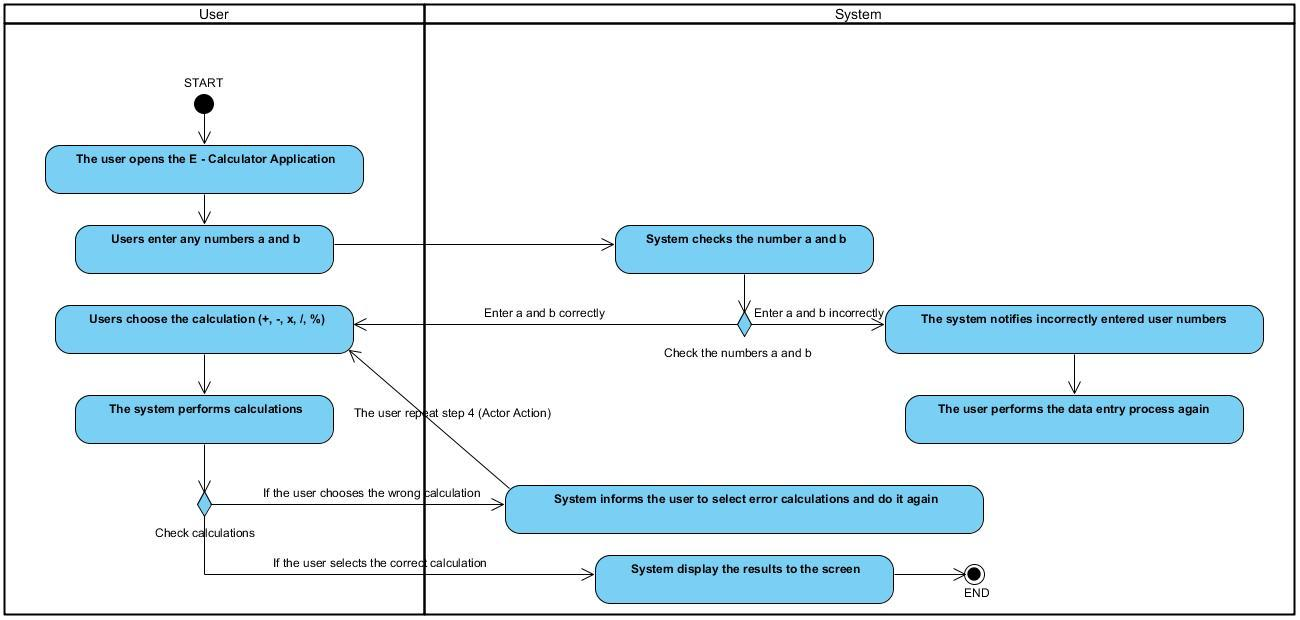 User
System
START
The user opens the E - Calculator Application
Users enter any numbers a and b
System checks the number a and b
Users choose the calculation (+, -, x, /, %)
Enter a and b correctly
Enter a and b incorrectly
The system notifies incorrectly entered user numbers
Check the numbers a and b
The system performs calculations
The user repeat step 4 (Actor Action)
The user performs the data entry process again
If the user chooses the wrong calculation
System informs the user to select error calculations and do it again
Check calculations
If the user selects the correct calculation
System display the results to the screen
END